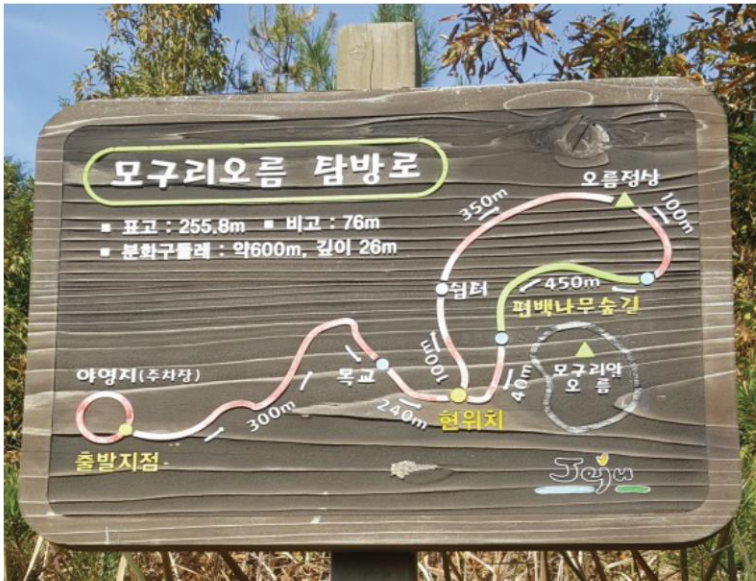 모구리오름 탐방로
▪ 표고 : 255.8m ▪ 비고 : 76m
▪ 분화구둘레 : 약600m, 깊이 26m
오름정상
350m
100m
쉼터
450m
편백나무숲길
100m
40m
모구리알
오름
야영지(주차장)
목교
300m
240m
현위치
출발지점
Jeju